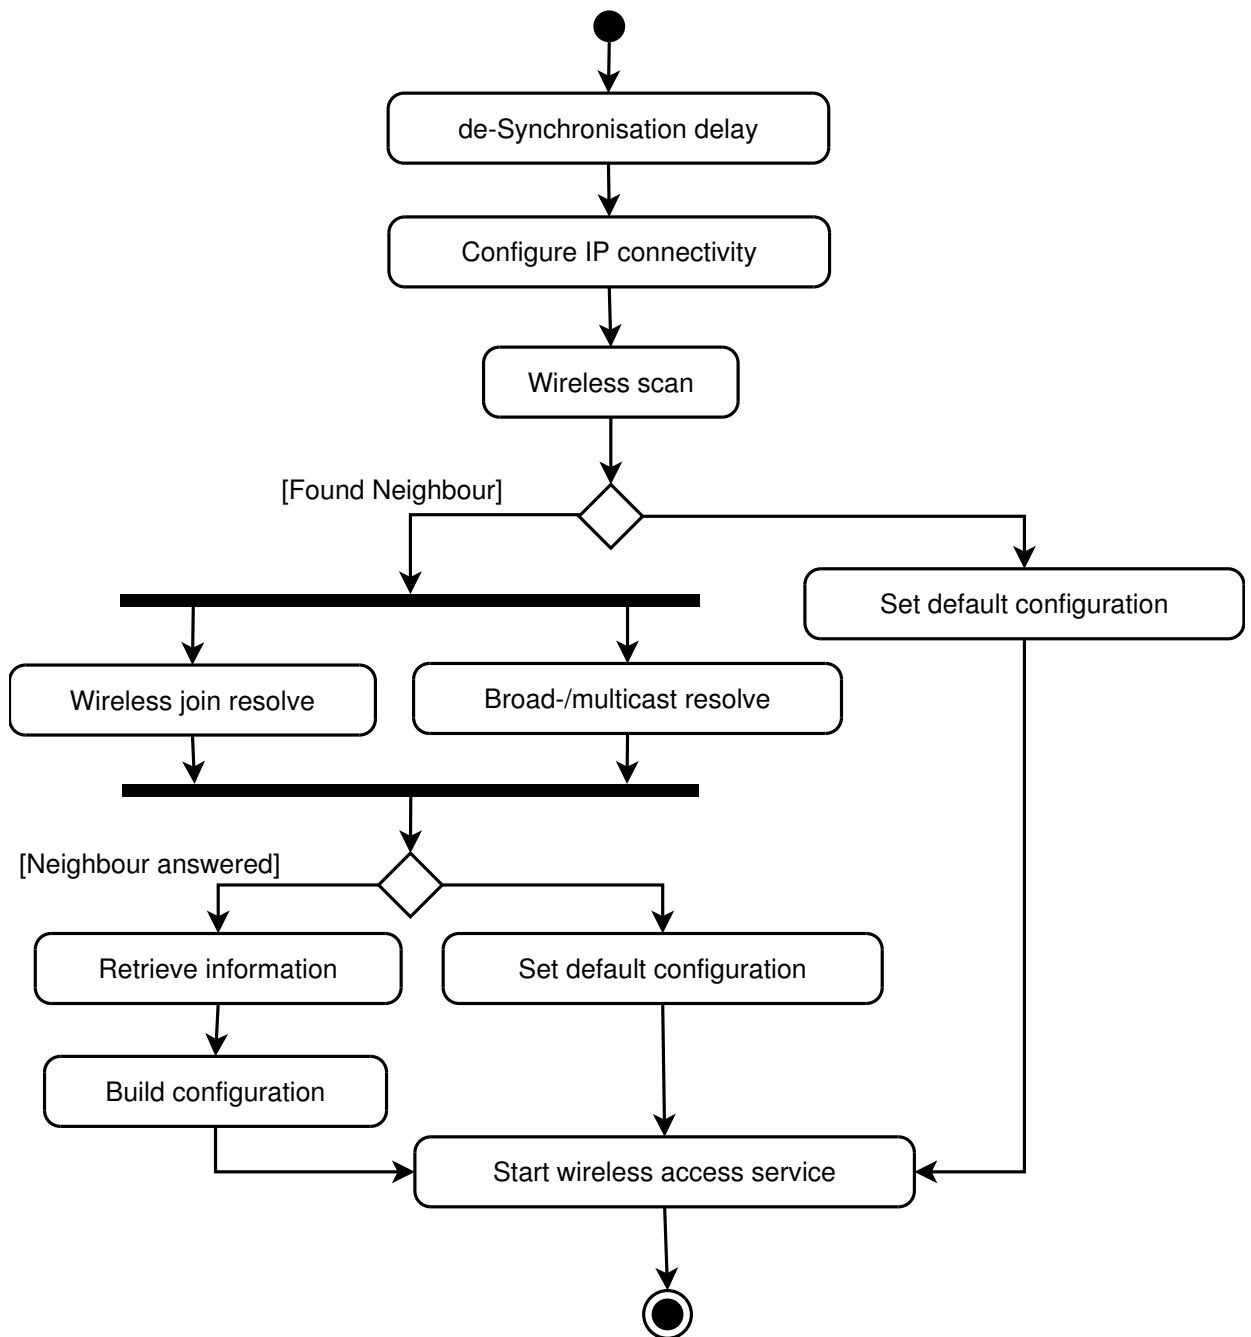 de-Synchronisation delay
Configure IP connectivity
Wireless scan
[Found Neighbour]
Set default configuration
Wireless join resolve
Broad-/multicast resolve
[Neighbour answered]
Retrieve information
Set default configuration
Build configuration
Start wireless access service